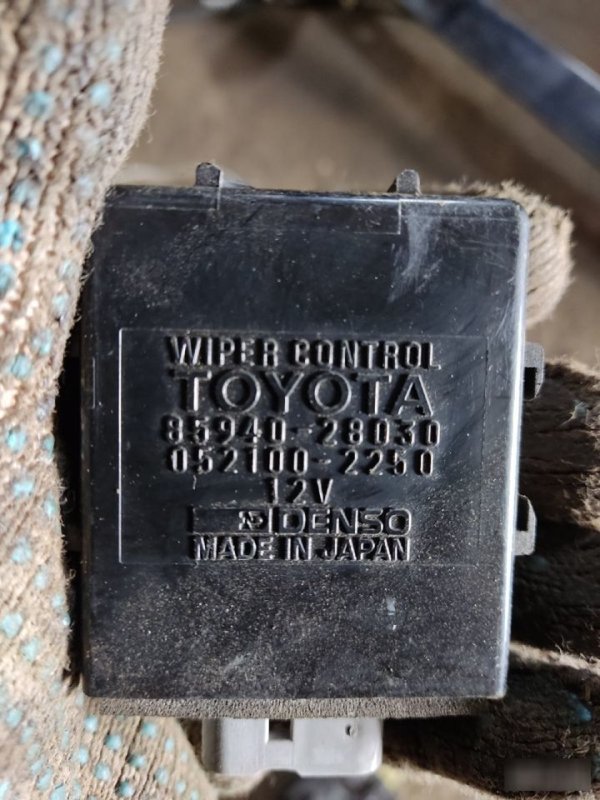 WIPER CONTROL
TOYOTA
85940-28030
052100-2250
12V
DENSO
MADE IN JAPAN